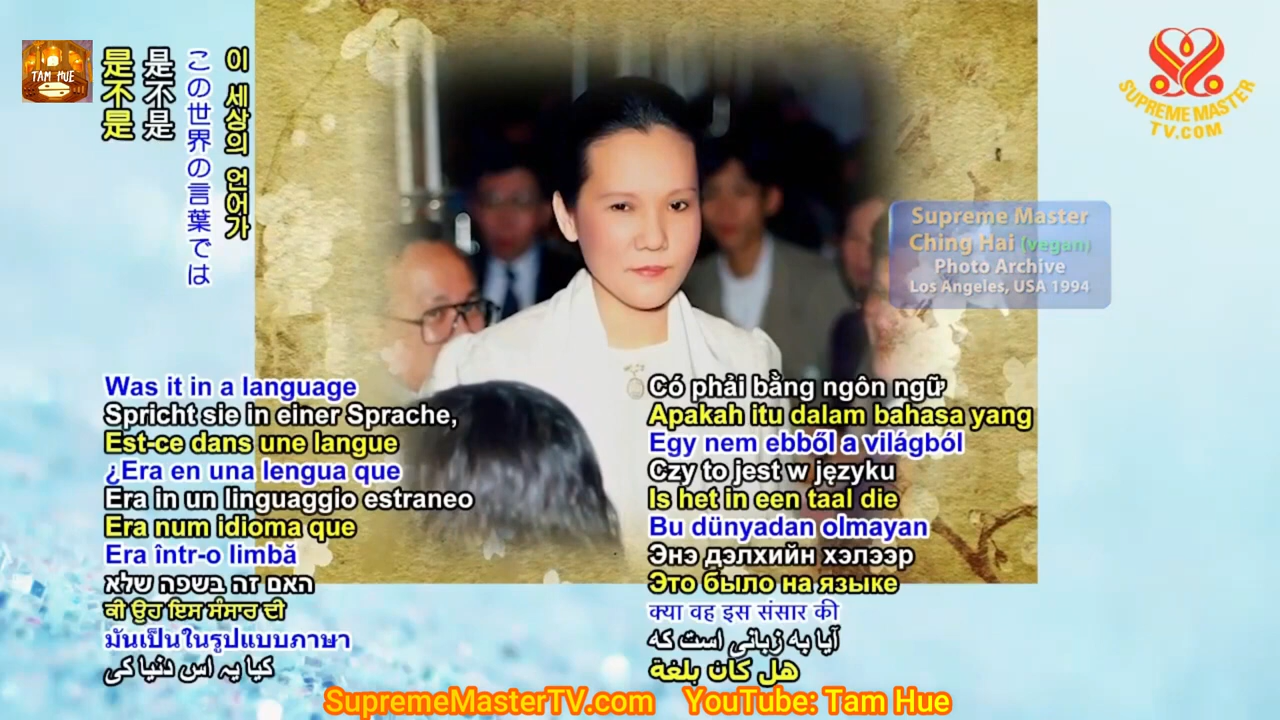 TAM HUE
是不是
是不是
この世界の言葉では
이 세상의 언어가
SUPREME MASTER
TV.COM
Supreme Master
Ching Hai (vegan)
Photo Archive
Los Angeles, USA 1994
Was it in a language
Spricht sie in einer Sprache,
Est-ce dans une langue
¿Era en una lengua que
Era in un linguaggio estraneo
Era num idioma que
Era într-o limbă
האם זה בשפה שלא
ਕੀ ਉਹ ਇਸ ਸੰਸਾਰ ਦੀ
มันเป็นในรูปแบบภาษา
کیا یہ اس دنیا کی
Có phải bằng ngôn ngữ
Apakah itu dalam bahasa yang
Egy nem ebből a világból
Czy to jest w języku
Is het in een taal die
Bu dünyadan olmayan
Энэ дэлхийн хэлээр
Это было на языке
क्या वह इस संसार की
آیا به زبانی است که
هل كان بلغة
SupremeMasterTV.com YouTube: Tam Hue